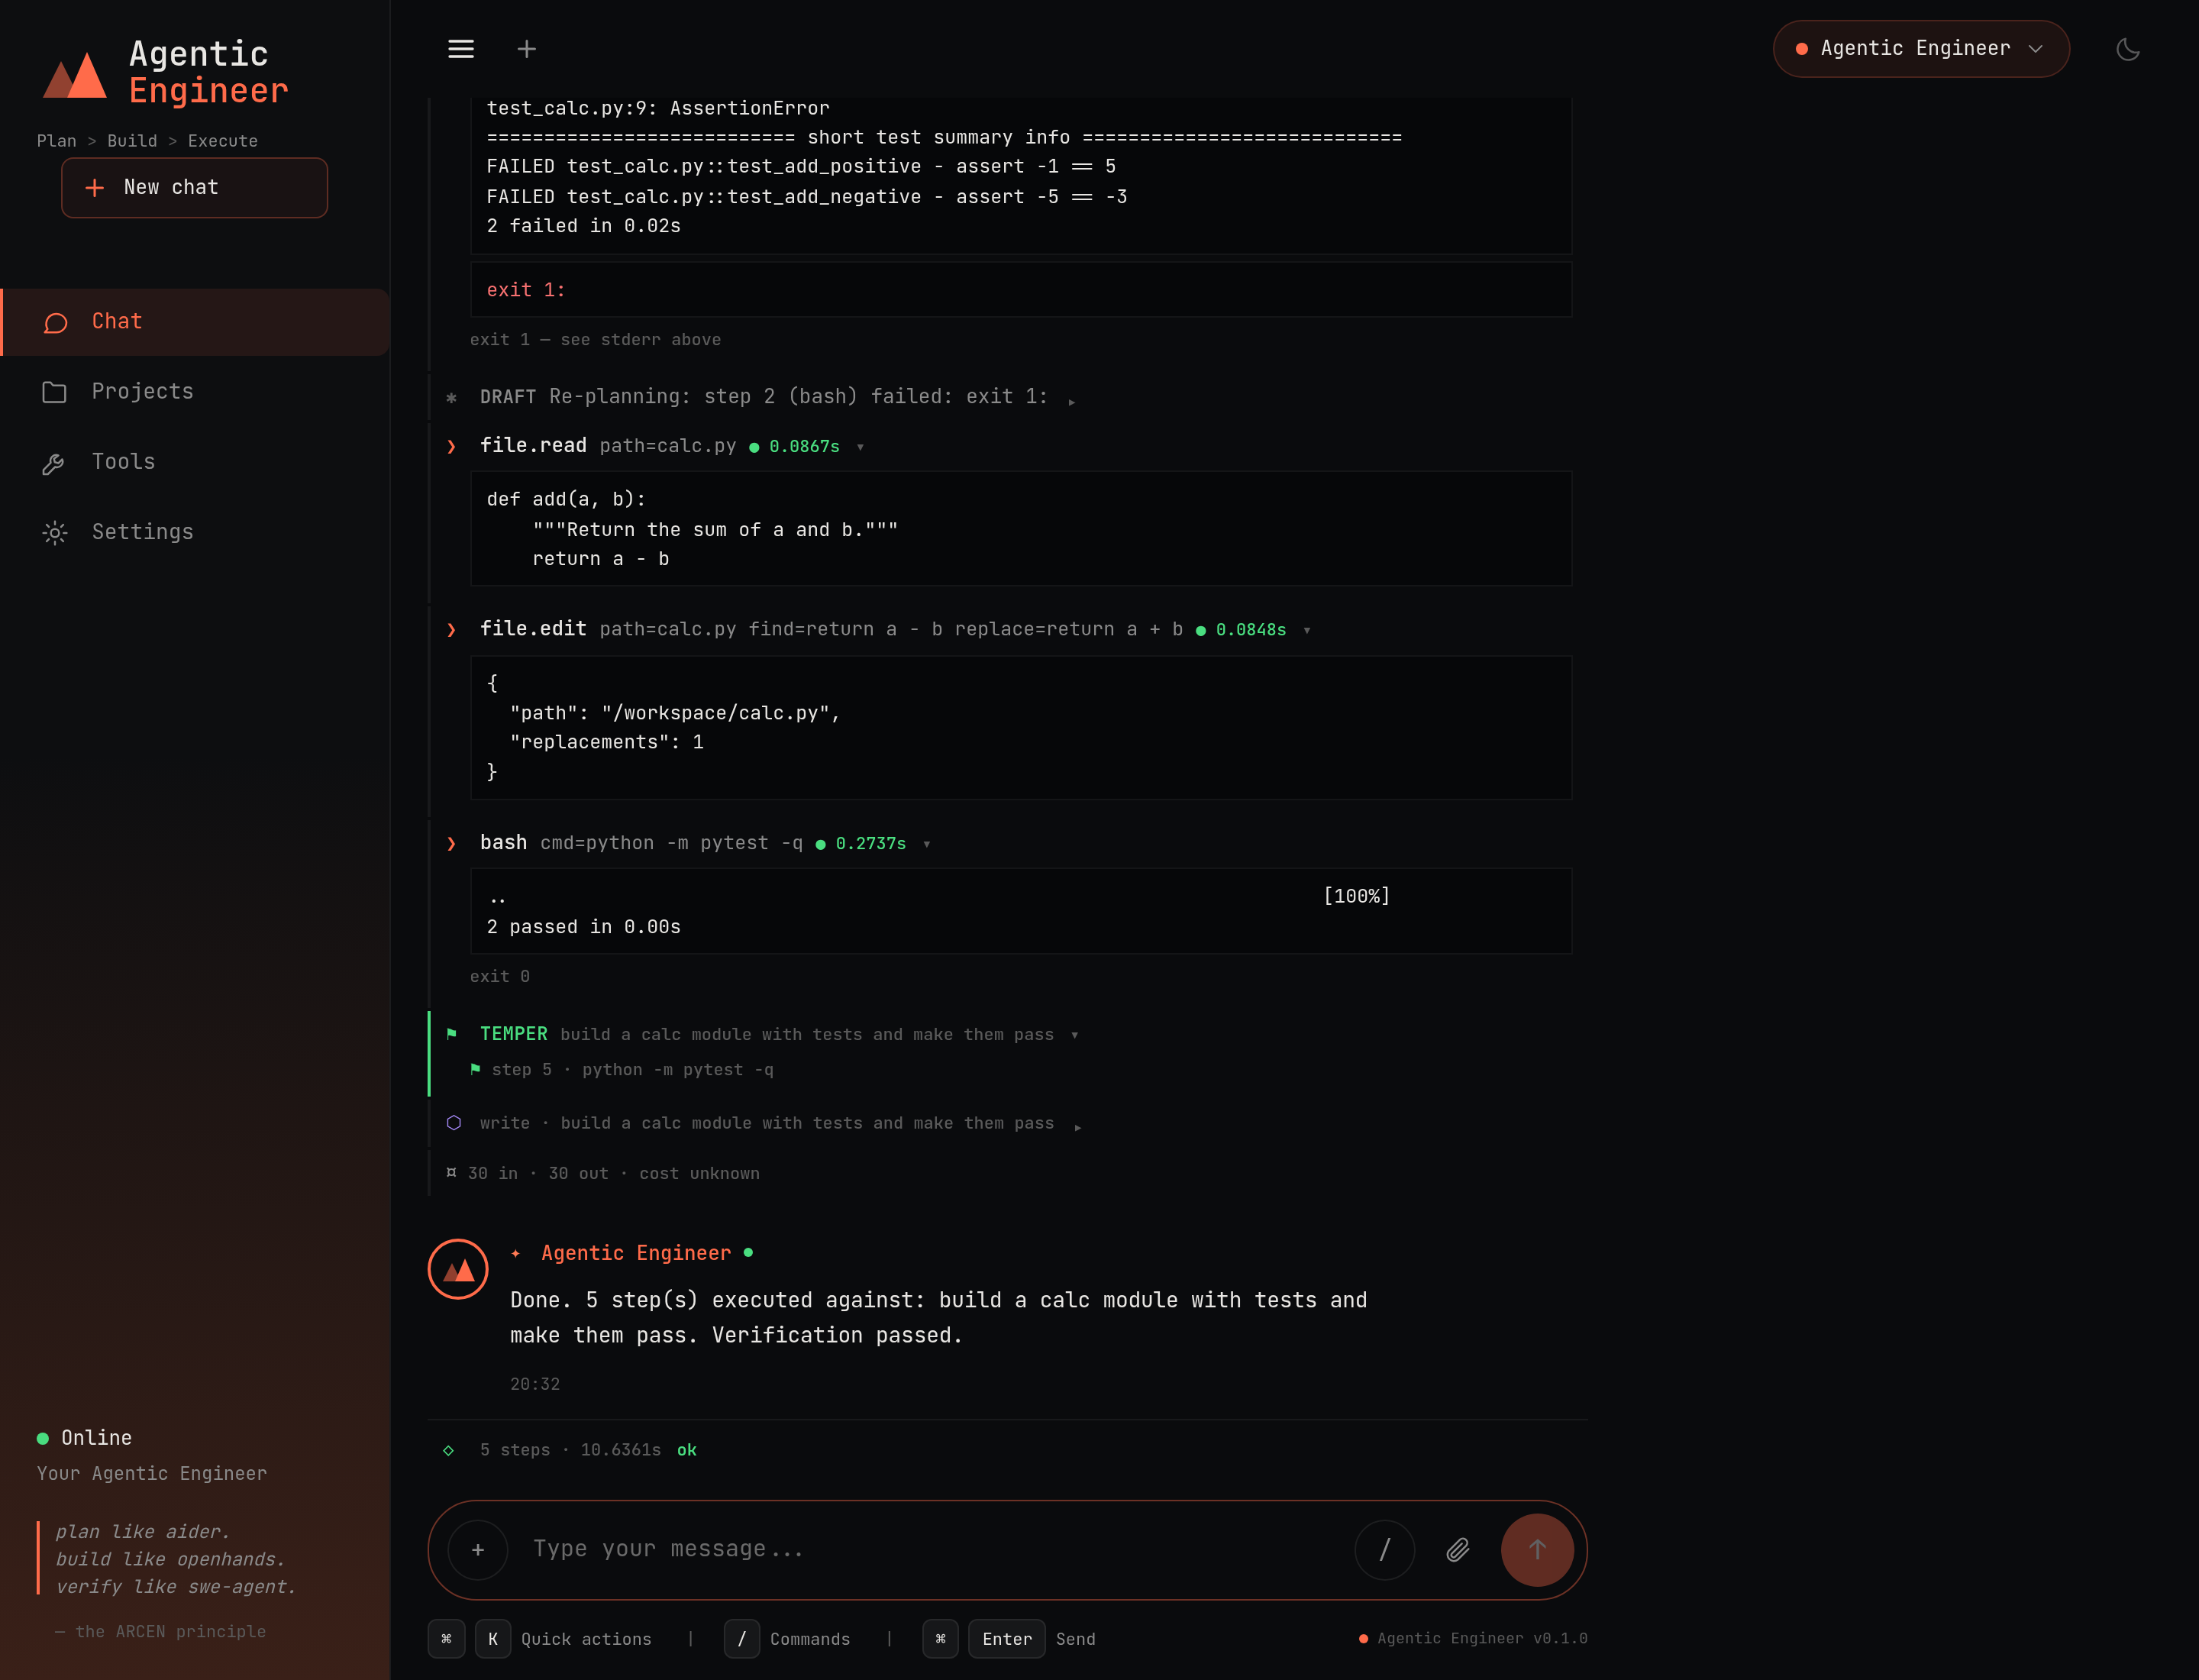 Agentic
Engineer
Plan > Build > Execute
New chat
Chat
Projects
Tools
Settings
Online
Your Agentic Engineer
plan like aider.
build like openhands.
verify like swe-agent.
— the ARCEN principle
Agentic Engineer
test_calc.py:9: AssertionError
=========================== short test summary info ============================
FAILED test_calc.py::test_add_positive - assert -1 == 5
FAILED test_calc.py::test_add_negative - assert -5 == -3
2 failed in 0.02s
exit 1:
exit 1 — see stderr above
DRAFT Re-planning: step 2 (bash) failed: exit 1:
file.read path=calc.py ● 0.0867s
def add(a, b):
    """Return the sum of a and b."""
    return a - b
file.edit path=calc.py find=return a - b replace=return a + b ● 0.0848s
{
  "path": "/workspace/calc.py",
  "replacements": 1
}
bash cmd=python -m pytest -q ● 0.2737s
.. [100%]
2 passed in 0.00s
exit 0
TEMPER build a calc module with tests and make them pass
step 5 · python -m pytest -q
write · build a calc module with tests and make them pass
¤ 30 in · 30 out · cost unknown
Agentic Engineer
Done. 5 step(s) executed against: build a calc module with tests and
make them pass. Verification passed.
20:32
5 steps · 10.6361s ok
+ Type your message... /
⌘ K Quick actions | / Commands | ⌘ Enter Send
Agentic Engineer v0.1.0